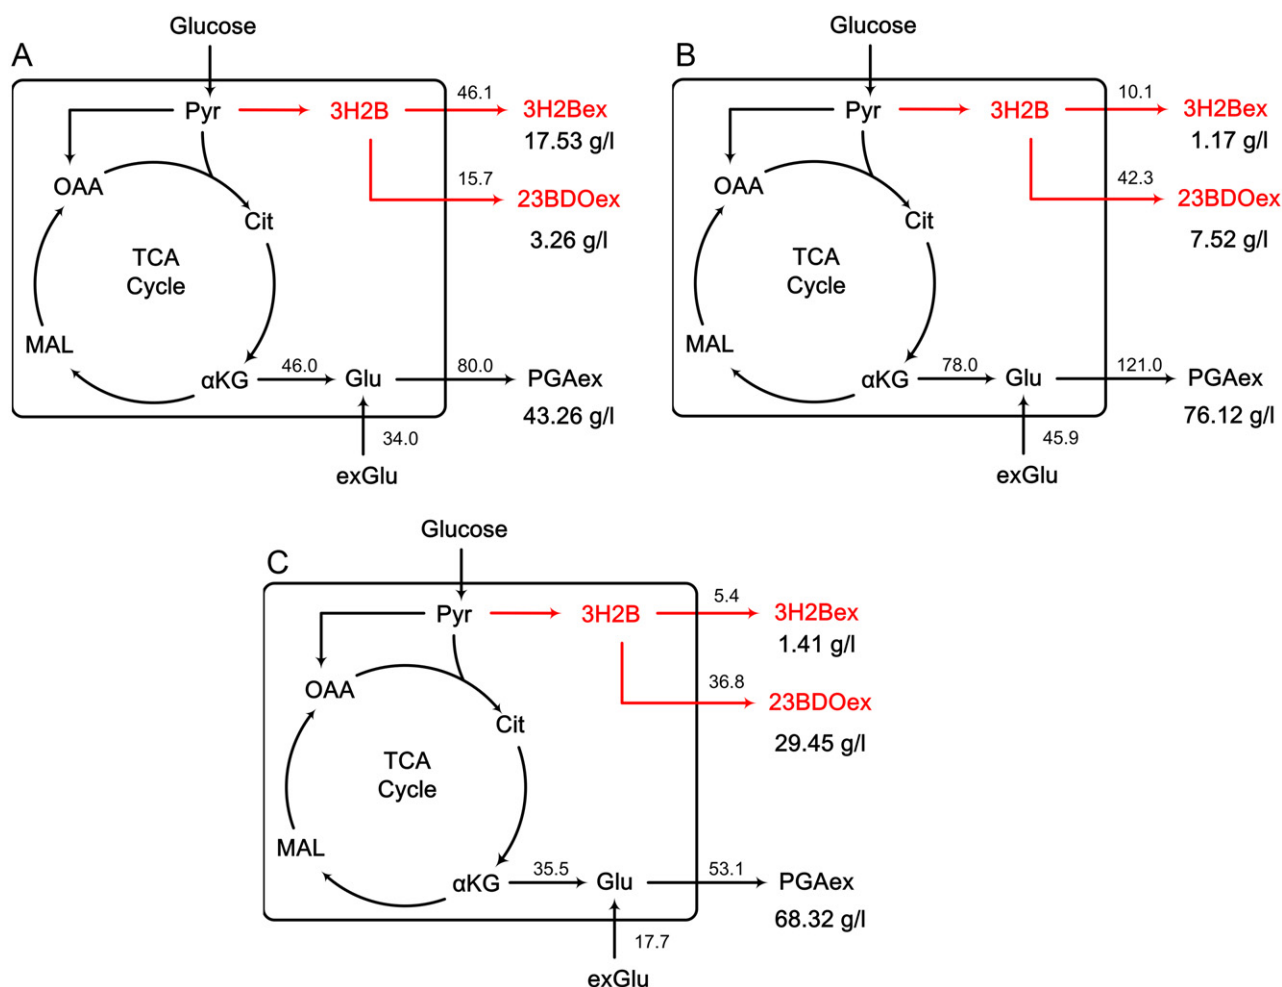 A
Glucose
Pyr
3H2B
46.1
3H2Bex
17.53 g/l
OAA
15.7
23BDOex
3.26 g/l
Cit
TCA
Cycle
MAL
αKG
46.0
Glu
80.0
PGAex
43.26 g/l
34.0
exGlu
B
Glucose
Pyr
3H2B
10.1
3H2Bex
1.17 g/l
OAA
42.3
23BDOex
7.52 g/l
Cit
TCA
Cycle
MAL
αKG
78.0
Glu
121.0
PGAex
76.12 g/l
45.9
exGlu
C
Glucose
Pyr
3H2B
5.4
3H2Bex
1.41 g/l
OAA
36.8
23BDOex
29.45 g/l
Cit
TCA
Cycle
MAL
αKG
35.5
Glu
53.1
PGAex
68.32 g/l
17.7
exGlu